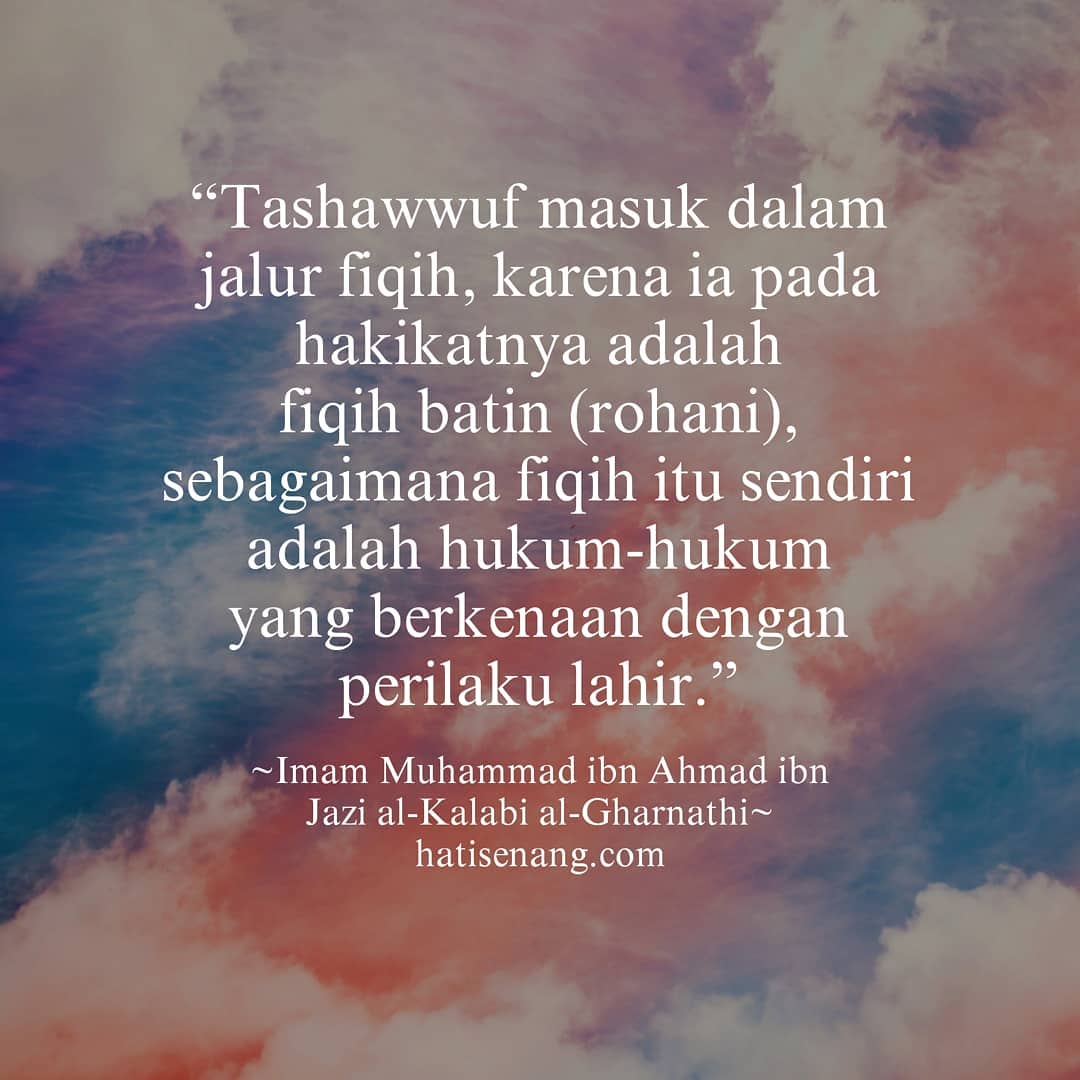 “Tashawwuf masuk dalam
jalur fiqih, karena ia pada
hakikatnya adalah
fiqih batin (rohani),
sebagaimana fiqih itu sendiri
adalah hukum-hukum
yang berkenaan dengan
perilaku lahir.”
~Imam Muhammad ibn Ahmad ibn
Jazi al-Kalabi al-Gharnathi~
hatisenang.com